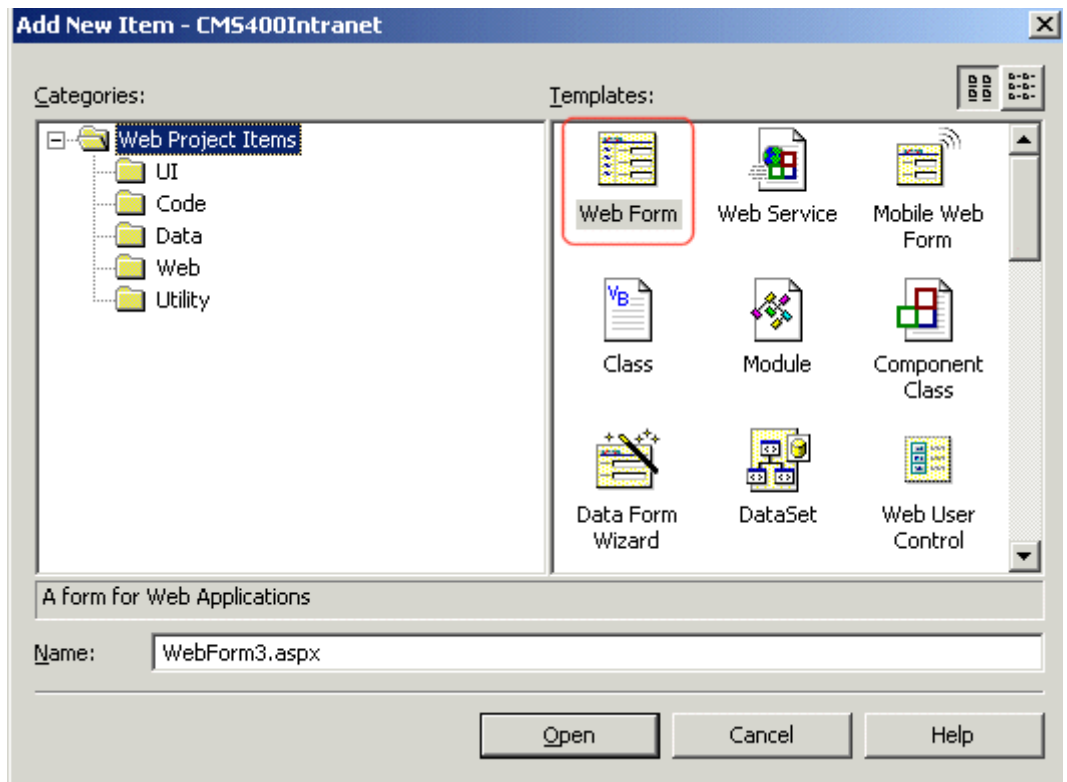 Add New Item - CMS400Intranet
Categories:
Templates:
Web Project Items
UI
Code
Data
Web
Utility
Web Form
Web Service
Mobile Web
Form
VB
Class
Module
Component
Class
Data Form
Wizard
DataSet
Web User
Control
A form for Web Applications
Name:
WebForm3.aspx
Open
Cancel
Help